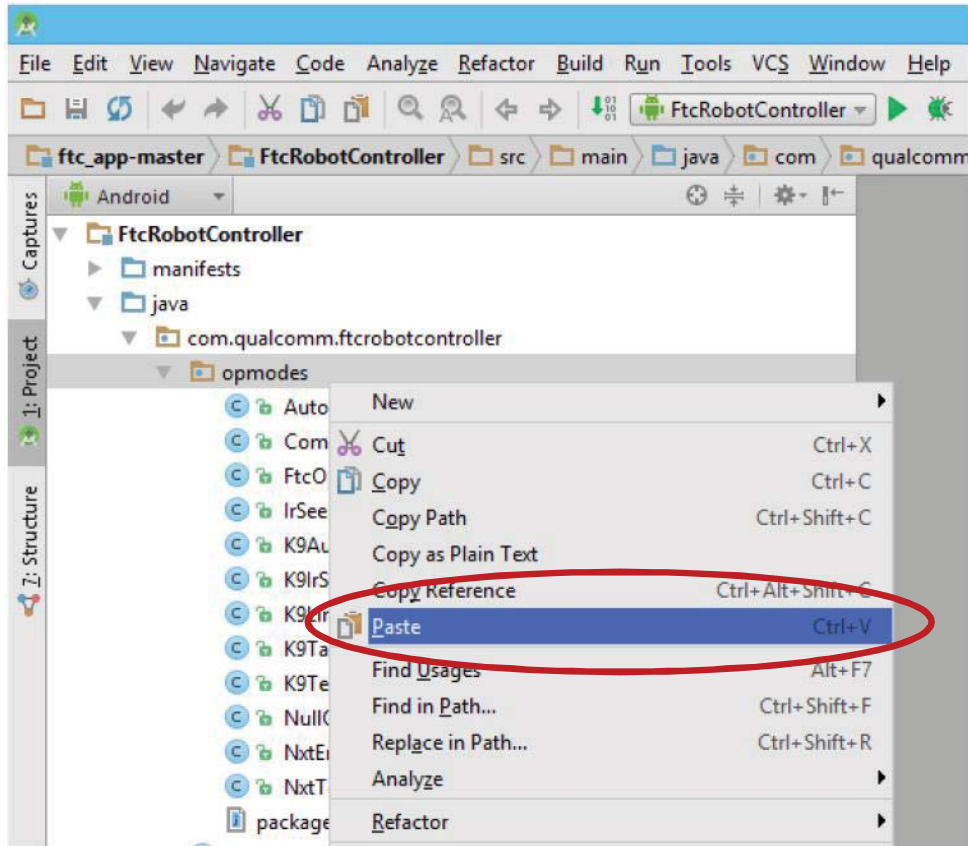 File Edit View Navigate Code Analyze Refactor Build Run Tools VCS Window Help
FtcRobotController
ftc_app-master FtcRobotController src main java com qualcomm
Captures
1: Project
7: Structure
Android
FtcRobotController
manifests
java
com.qualcomm.ftcrobotcontroller
opmodes
Auto
Com
FtcO
IrSee
K9Au
K9IrS
K9Lin
K9Ta
K9Te
Null
NxtE
NxtT
package
New
Cut Ctrl+X
Copy Ctrl+C
Copy Path Ctrl+Shift+C
Copy as Plain Text
Copy Reference Ctrl+Alt+Shift+C
Paste Ctrl+V
Find Usages Alt+F7
Find in Path... Ctrl+Shift+F
Replace in Path... Ctrl+Shift+R
Analyze
Refactor